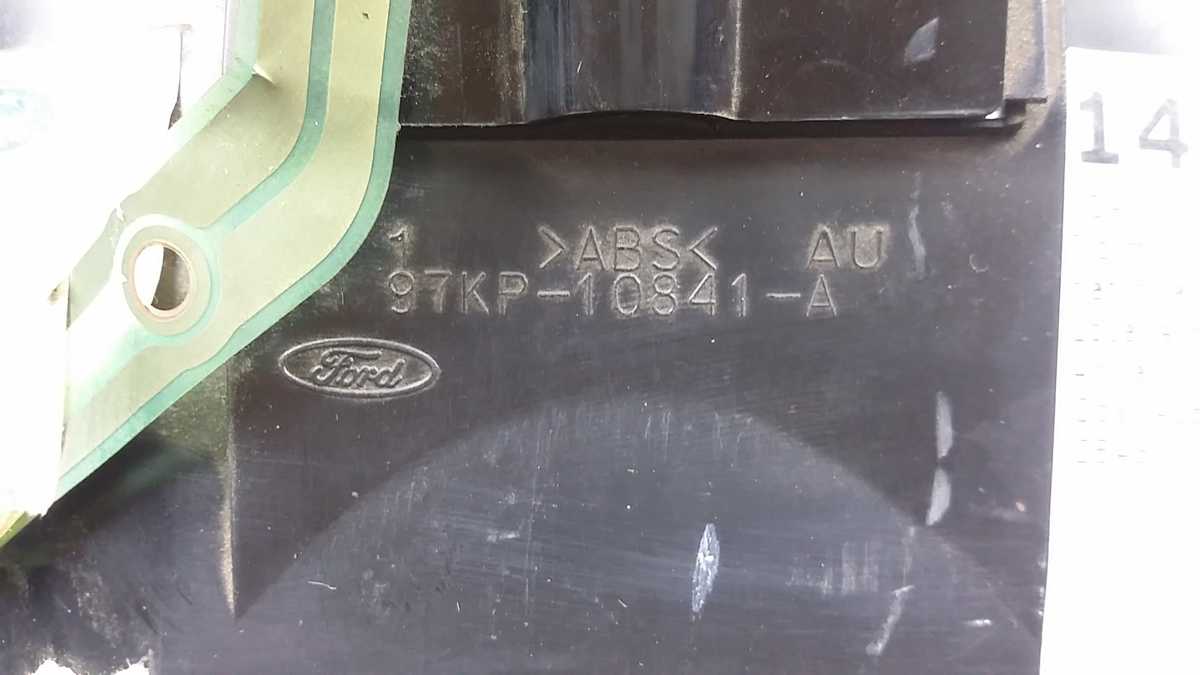 1 >ABS< AU
97KP-10841-A
Ford
14